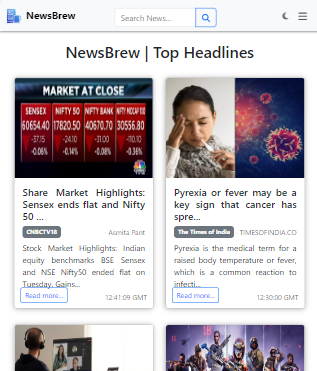 NewsBrew
Search News...
NewsBrew | Top Headlines
MARKET AT CLOSE
SENSEX NIFTY 50 NIFTY BANK NIFTY MIDCAP 100
60654.40 17820.50 40670.70 30556.80
-37.15 -24.10 -31.00 -110.10
-0.06% -0.14% -0.08% -0.36%
CNBC TV18
Share Market Highlights:
Sensex ends flat and Nifty
50 ...
CNBCTV18
Asmita Pant
Stock Market Highlights: Indian
equity benchmarks BSE Sensex
and NSE Nifty50 ended flat on
Tuesday. Gains...
Read more...
12:41:09 GMT
Pyrexia or fever may be a
key sign that cancer has
spre...
The Times of India
TIMESOFINDIA.CO
Pyrexia is the medical term for a
raised body temperature or fever,
which is a common reaction to
infecti...
Read more...
12:30:00 GMT